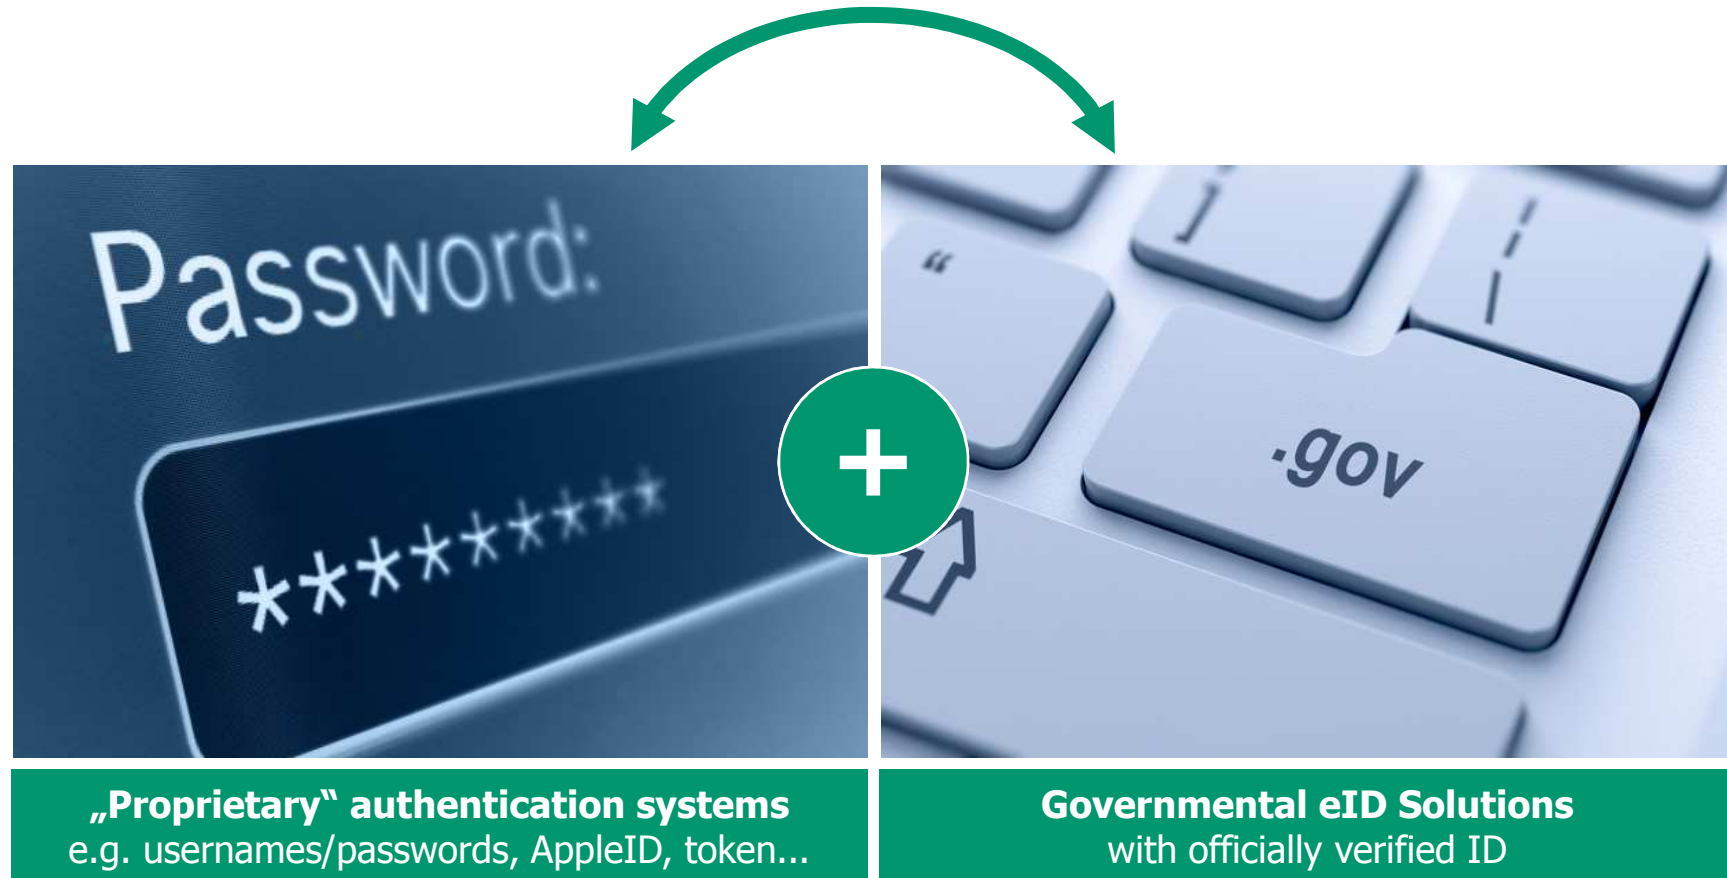 Password:
*********
“
]
.gov
+
„Proprietary“ authentication systems
e.g. usernames/passwords, AppleID, token...
Governmental eID Solutions
with officially verified ID